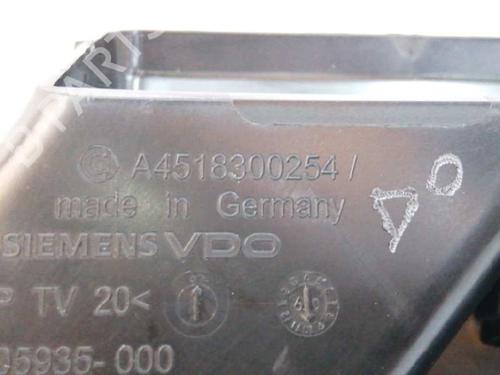 A4518300254/
made in Germany
SIEMENS VDO
P TV 20<
05935-000